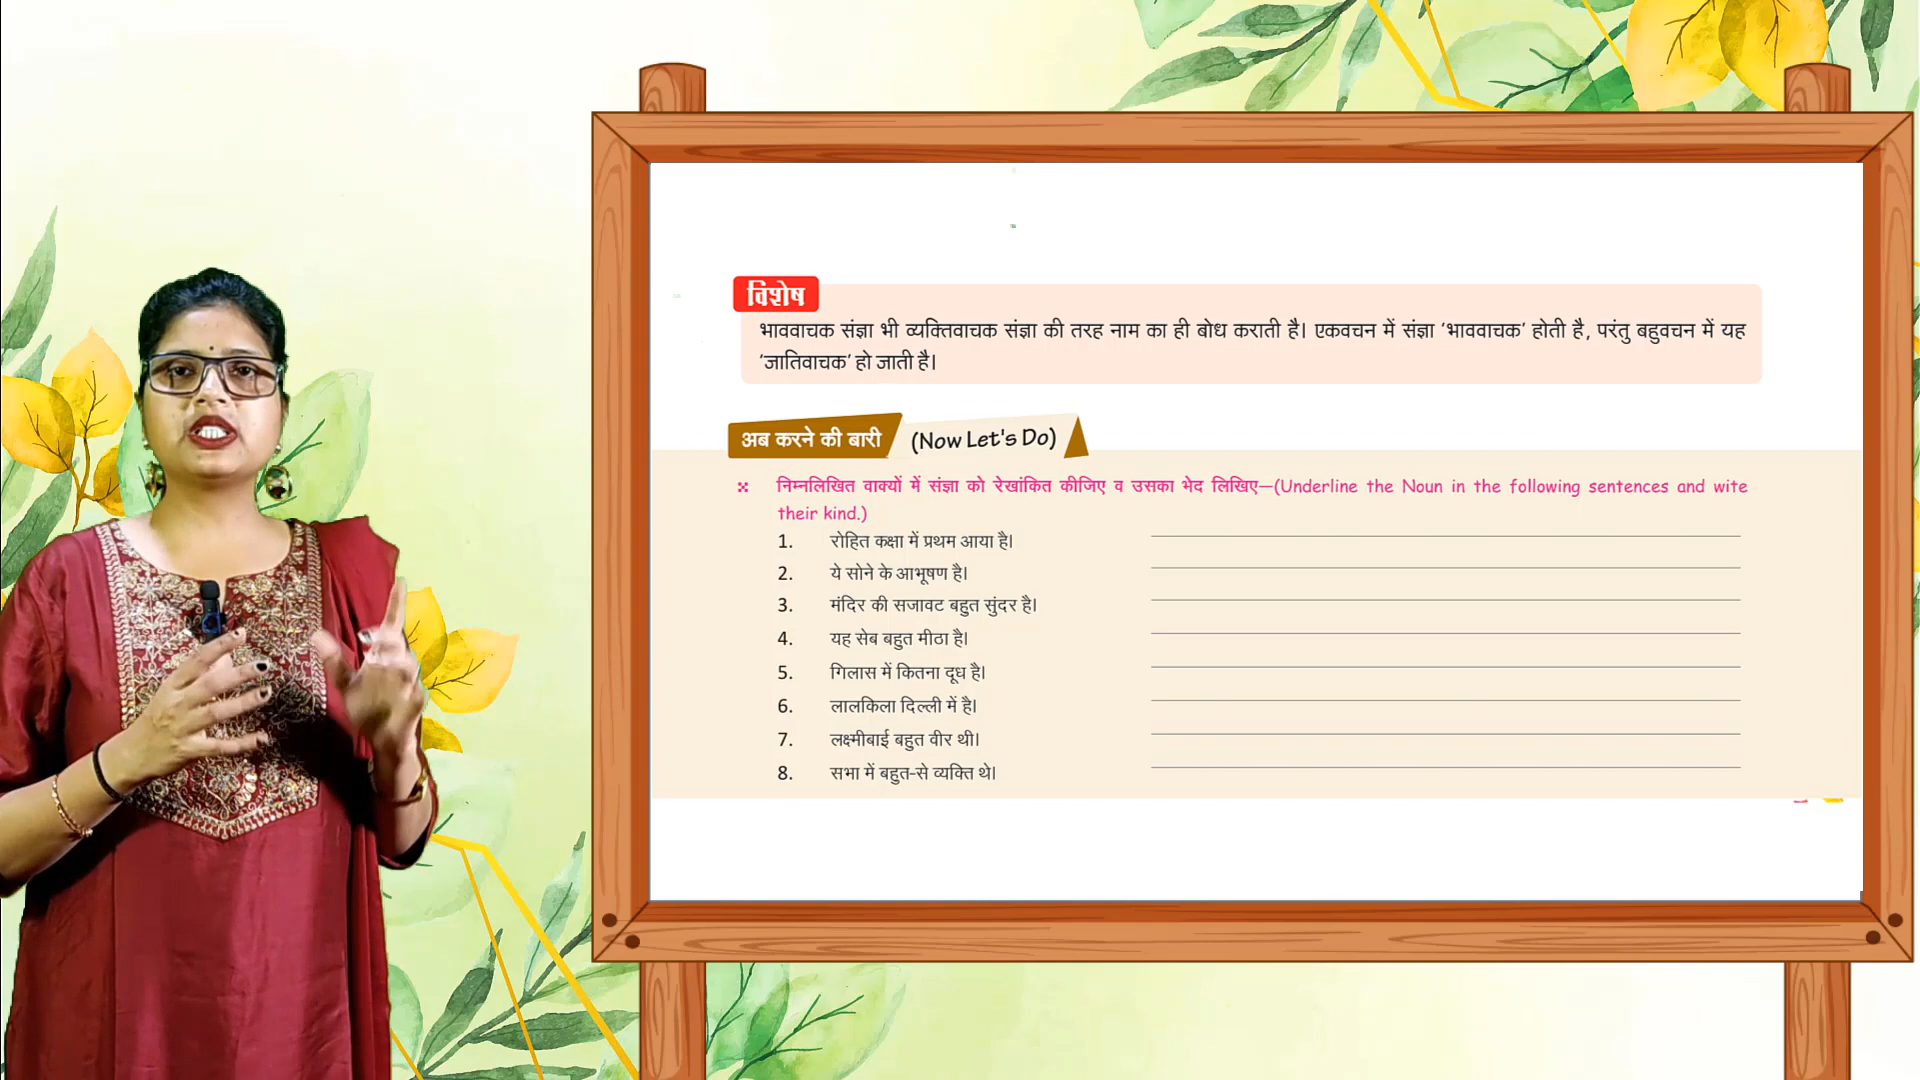 विशेष
भाववाचक संज्ञा भी व्यक्तिवाचक संज्ञा की तरह नाम का ही बोध कराती है। एकवचन में संज्ञा ‘भाववाचक’ होती है, परंतु बहुवचन में यह
‘जातिवाचक’ हो जाती है।
अब करने की बारी (Now Let's Do)
निम्नलिखित वाक्यों में संज्ञा को रेखांकित कीजिए व उसका भेद लिखिए—(Underline the Noun in the following sentences and wite
their kind.)
1. रोहित कक्षा में प्रथम आया है।
2. ये सोने के आभूषण है।
3. मंदिर की सजावट बहुत सुंदर है।
4. यह सेब बहुत मीठा है।
5. गिलास में कितना दूध है।
6. लालकिला दिल्ली में है।
7. लक्ष्मीबाई बहुत वीर थी।
8. सभा में बहुत-से व्यक्ति थे।